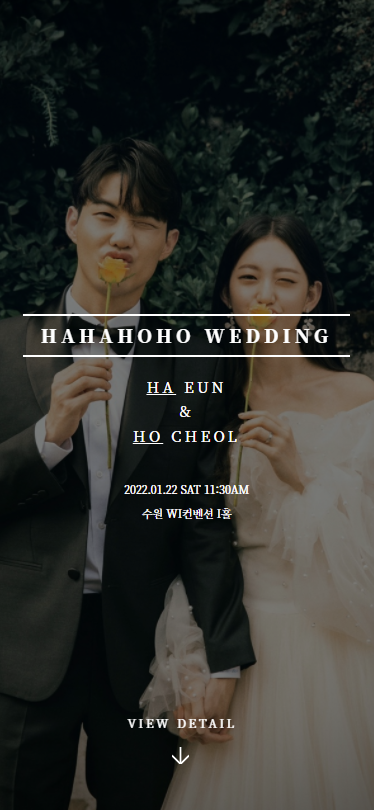 HAHAHOHO WEDDING
HA EUN
&
HO CHEOL
2022.01.22 SAT 11:30AM
수원 WI컨벤션 I홀
VIEW DETAIL